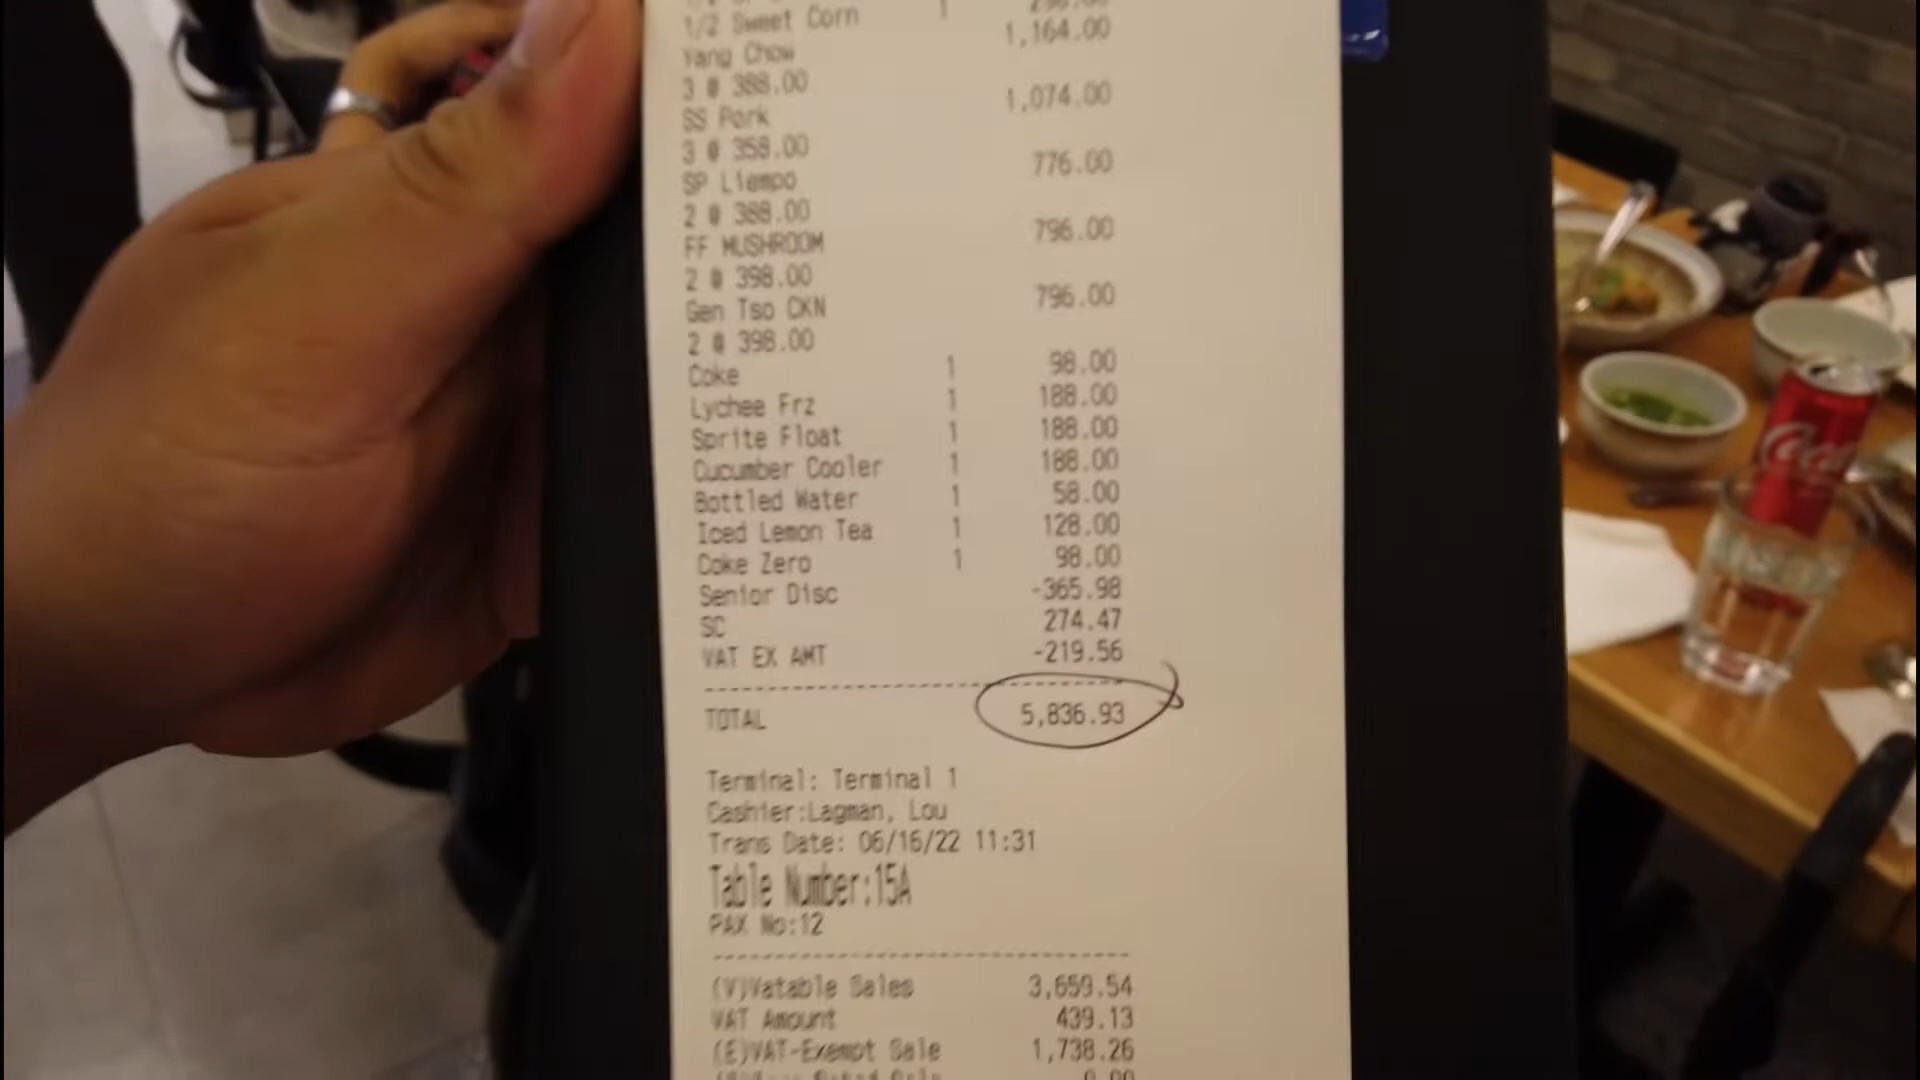 1/2 Sweet Corn 1
Yang Chow 1,164.00
3 @ 388.00
SS Pork 1,074.00
3 @ 358.00
SP Liempo 776.00
2 @ 388.00
FF MUSHROOM 796.00
2 @ 398.00
Gen Tso CKN 796.00
2 @ 398.00
Coke 1 98.00
Lychee Frz 1 188.00
Sprite Float 1 188.00
Cucumber Cooler 1 188.00
Bottled Water 1 58.00
Iced Lemon Tea 1 128.00
Coke Zero 1 98.00
Senior Disc -365.98
SC 274.47
VAT EX AMT -219.56
TOTAL 5,836.93
Terminal: Terminal 1
Cashier:Lagman, Lou
Trans Date: 06/16/22 11:31
Table Number:15A
PAX No:12
(V)Vatable Sales 3,659.54
VAT Amount 439.13
(E)VAT-Exempt Sale 1,738.26
0.00